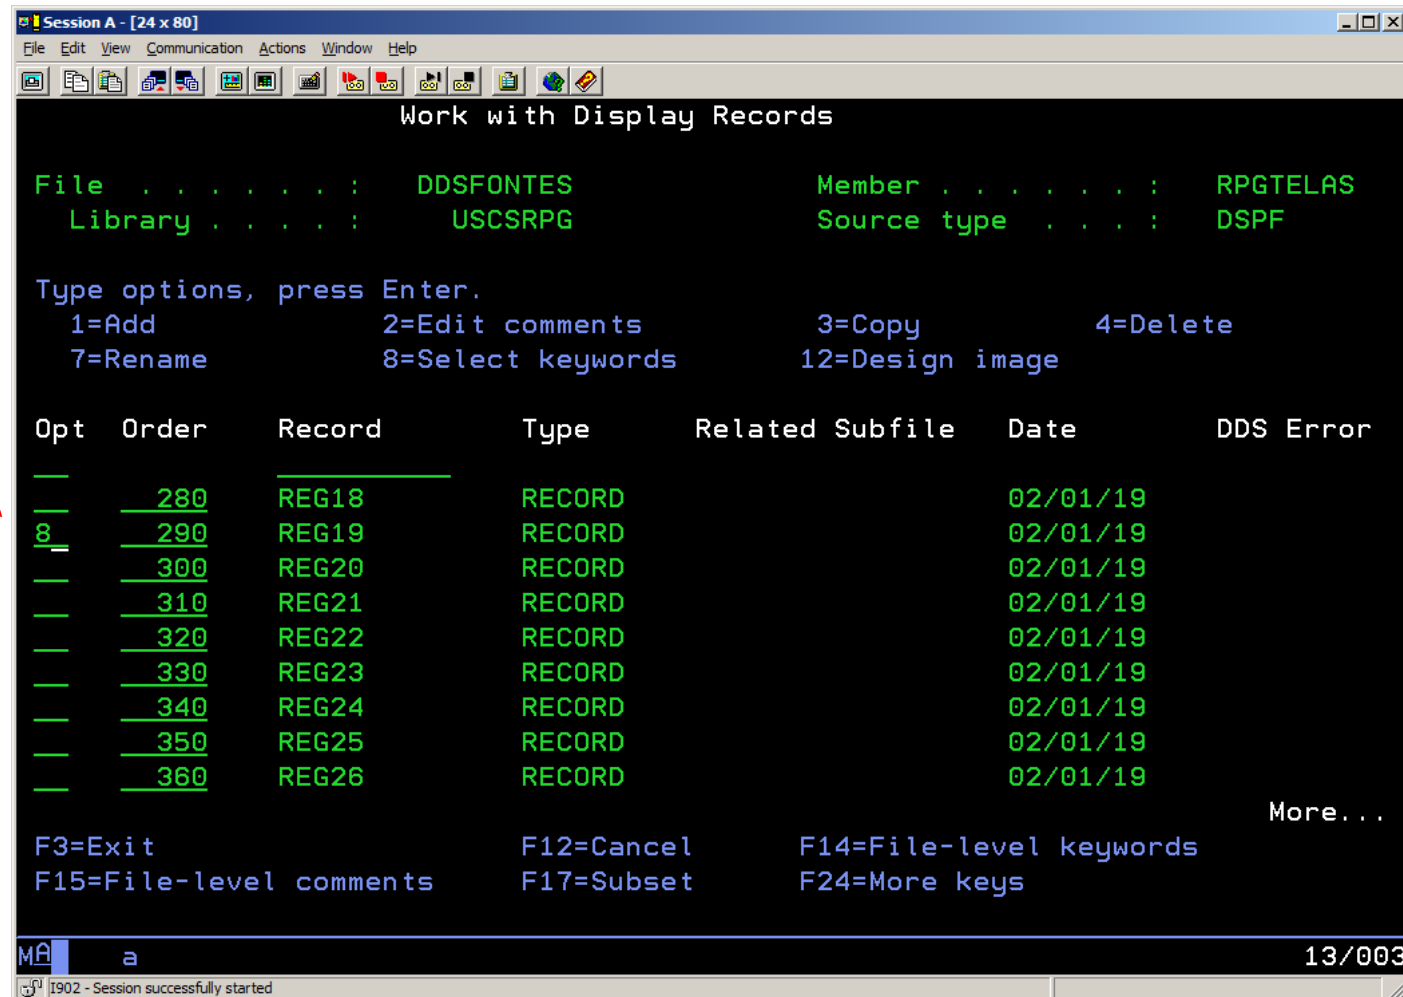 Session A - [24 x 80]
File Edit View Communication Actions Window Help
Work with Display Records
File . . . . . . : DDSFONTES Member . . . . . . : RPGTELAS
Library . . . . : USCSRPG Source type . . . : DSPF
Type options, press Enter.
1=Add 2=Edit comments 3=Copy 4=Delete
7=Rename 8=Select keywords 12=Design image
Opt Order Record Type Related Subfile Date DDS Error
280 REG18 RECORD 02/01/19
8 290 REG19 RECORD 02/01/19
300 REG20 RECORD 02/01/19
310 REG21 RECORD 02/01/19
320 REG22 RECORD 02/01/19
330 REG23 RECORD 02/01/19
340 REG24 RECORD 02/01/19
350 REG25 RECORD 02/01/19
360 REG26 RECORD 02/01/19
More...
F3=Exit F12=Cancel F14=File-level keywords
F15=File-level comments F17=Subset F24=More keys
MA a 13/003
I902 - Session successfully started